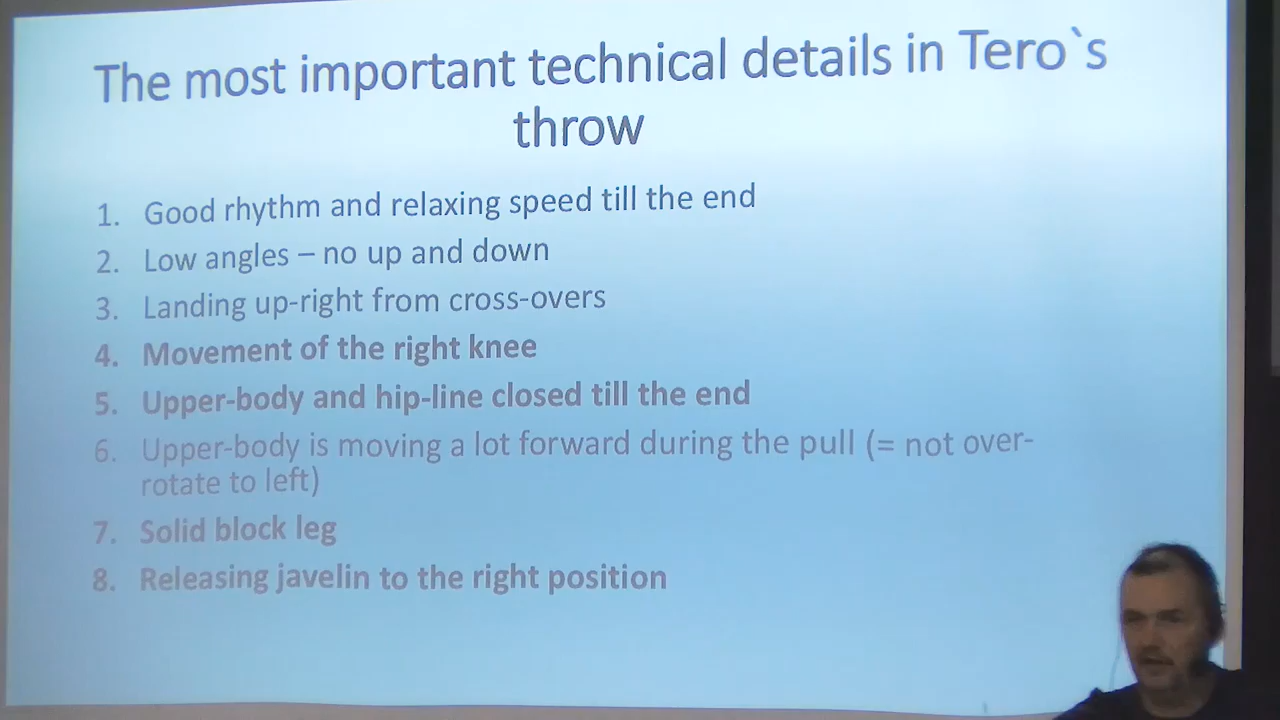 The most important technical details in Tero`s
throw
1. Good rhythm and relaxing speed till the end
2. Low angles – no up and down
3. Landing up-right from cross-overs
4. Movement of the right knee
5. Upper-body and hip-line closed till the end
6. Upper-body is moving a lot forward during the pull (= not over-
rotate to left)
7. Solid block leg
8. Releasing javelin to the right position